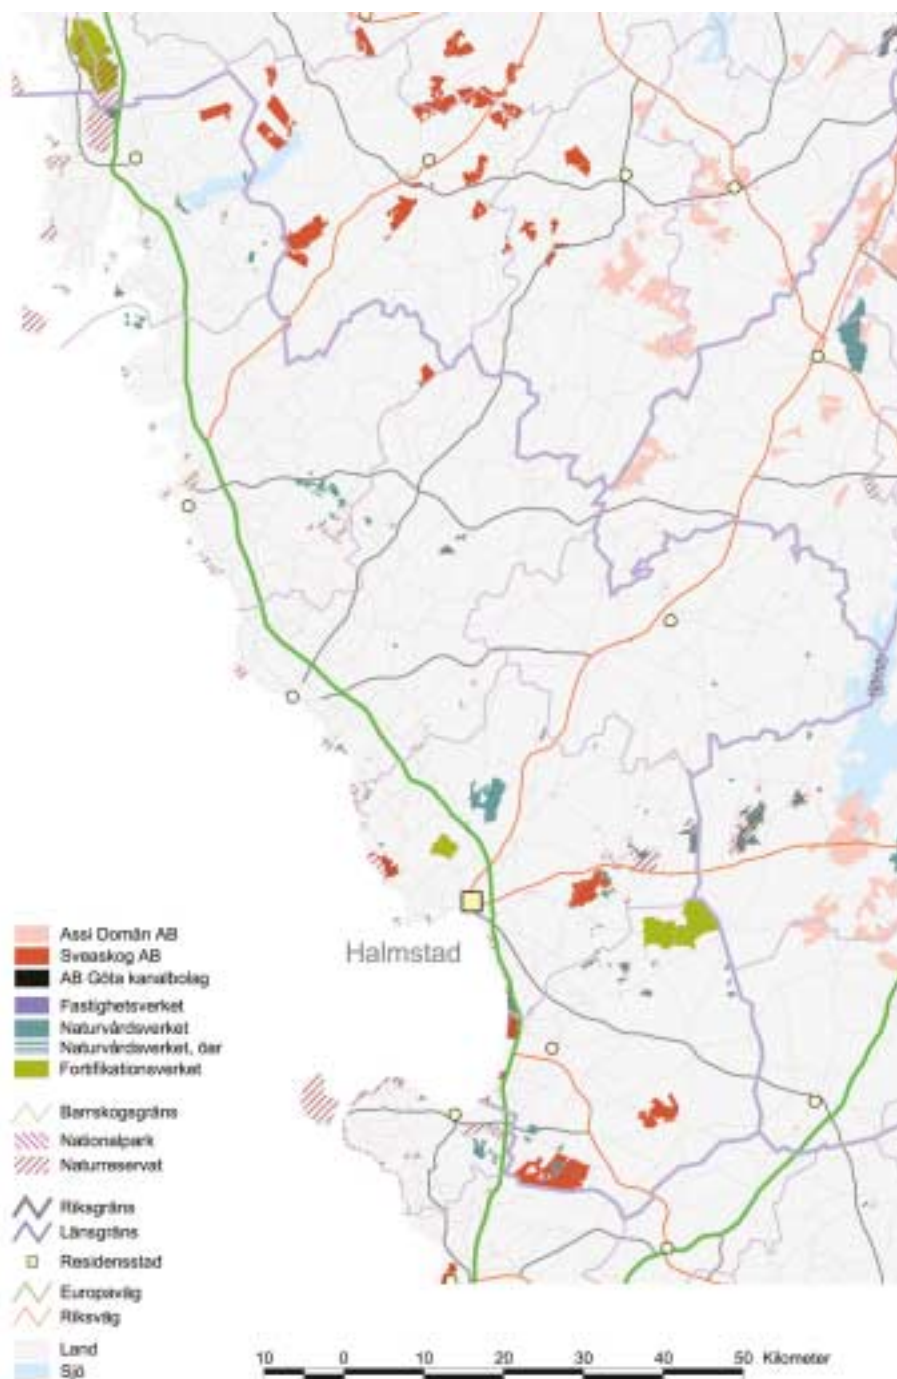 Halmstad
Assi Domän AB
Sveaskog AB
AB Göta kanalbolag
Fastighetsverket
Naturvårdsverket
Naturvårdsverket, öar
Fortifikationsverket
Barrskogsgräns
Nationalpark
Naturreservat
Riksgräns
Länsgräns
Residensstad
Europaväg
Riksväg
Land
Sjö
10 0 10 20 30 40 50 Kilometer